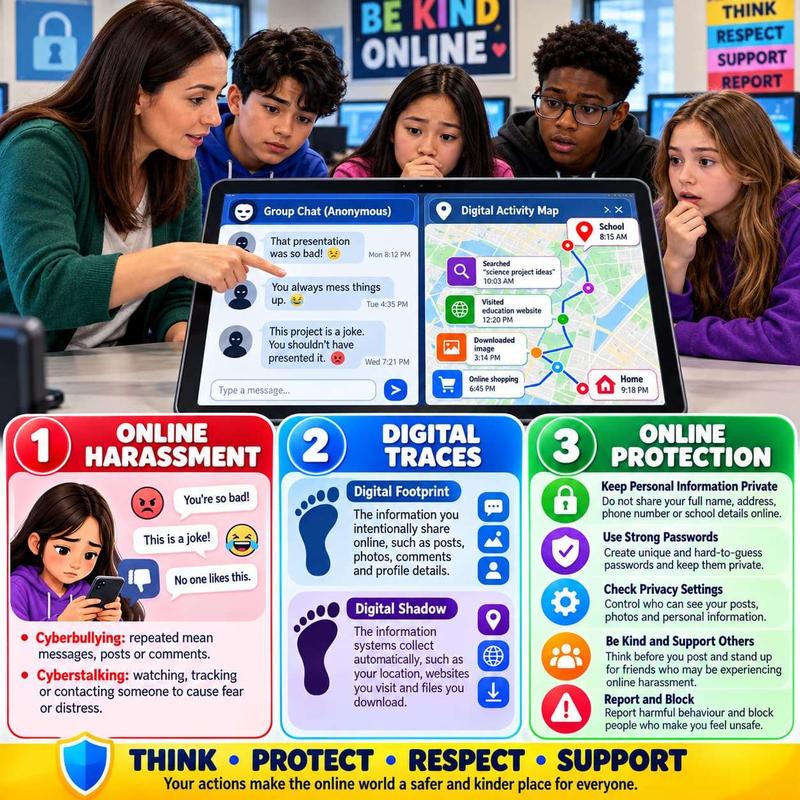 BE KIND
ONLINE
THINK
RESPECT
SUPPORT
REPORT
Group Chat (Anonymous)
That presentation
was so bad! 😠
Mon 8:12 PM
You always mess things
up. 😂
Tue 4:35 PM
This project is a joke.
You shouldn't have
presented it. 😡
Wed 7:21 PM
Type a message...
Digital Activity Map
School
8:15 AM
Searched
"science project ideas"
10:03 AM
Visited
education website
12:20 PM
Downloaded
image
3:14 PM
Online shopping
6:45 PM
Home
9:18 PM
1 ONLINE
HARASSMENT
You're so bad!
This is a joke!
No one likes this.
• Cyberbullying: repeated mean
messages, posts or comments.
• Cyberstalking: watching, tracking
or contacting someone to cause fear
or distress.
2 DIGITAL
TRACES
Digital Footprint
The information you
intentionally share
online, such as posts,
photos, comments
and profile details.
Digital Shadow
The information
systems collect
automatically, such as
your location, websites
you visit and files you
download.
3 ONLINE
PROTECTION
Keep Personal Information Private
Do not share your full name, address,
phone number or school details online.
Use Strong Passwords
Create unique and hard-to-guess
passwords and keep them private.
Check Privacy Settings
Control who can see your posts,
photos and personal information.
Be Kind and Support Others
Think before you post and stand up
for friends who may be experiencing
online harassment.
Report and Block
Report harmful behaviour and block
people who make you feel unsafe.
THINK • PROTECT • RESPECT • SUPPORT
Your actions make the online world a safer and kinder place for everyone.